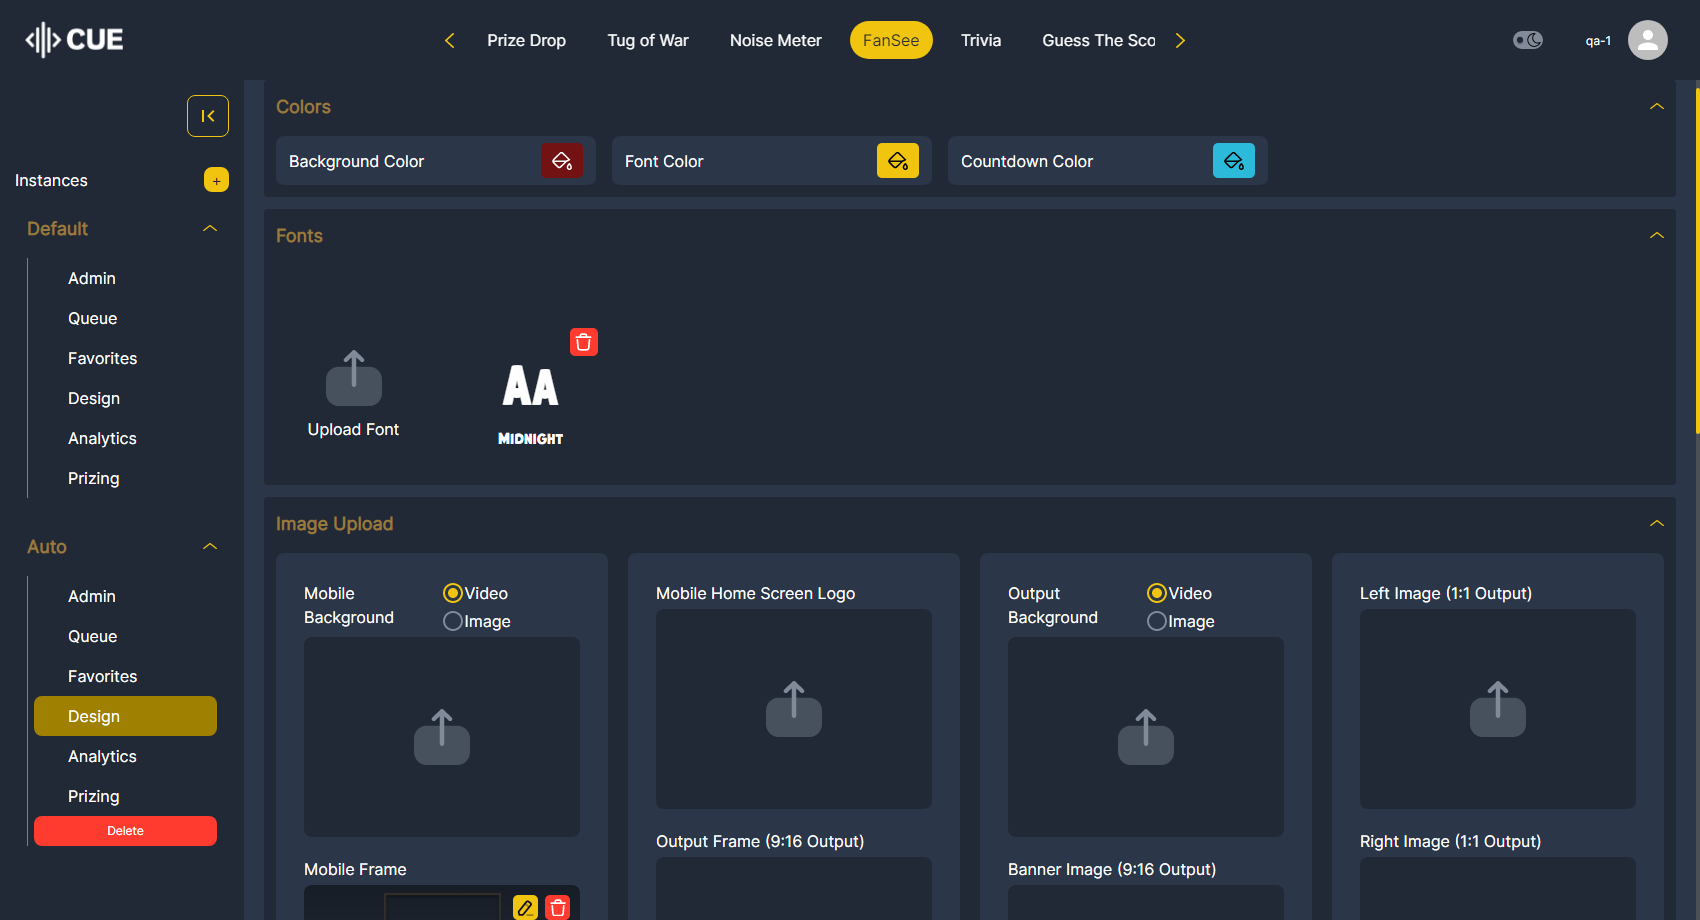 CUE
Prize Drop
Tug of War
Noise Meter
FanSee
Trivia
Guess The Sco
qa-1
Instances
+
Default
Admin
Queue
Favorites
Design
Analytics
Prizing
Auto
Admin
Queue
Favorites
Design
Analytics
Prizing
Delete
Colors
Background Color
Font Color
Countdown Color
Fonts
Upload Font
AA
MIDNIGHT
Image Upload
Mobile
Background
Video
Image
Mobile Home Screen Logo
Output
Background
Video
Image
Left Image (1:1 Output)
Mobile Frame
Output Frame (9:16 Output)
Banner Image (9:16 Output)
Right Image (1:1 Output)